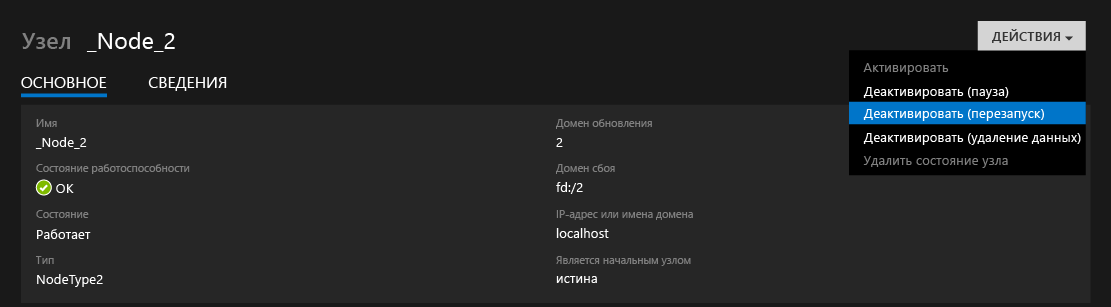 Узел _Node_2
ДЕЙСТВИЯ
Активировать
Деактивировать (пауза)
Деактивировать (перезапуск)
Деактивировать (удаление данных)
Удалить состояние узла
ОСНОВНОЕ СВЕДЕНИЯ
Имя
_Node_2
Состояние работоспособности
ОК
Состояние
Работает
Тип
NodeType2
Домен обновления
2
Домен сбоя
fd:/2
IP-адрес или имена домена
localhost
Является начальным узлом
истина